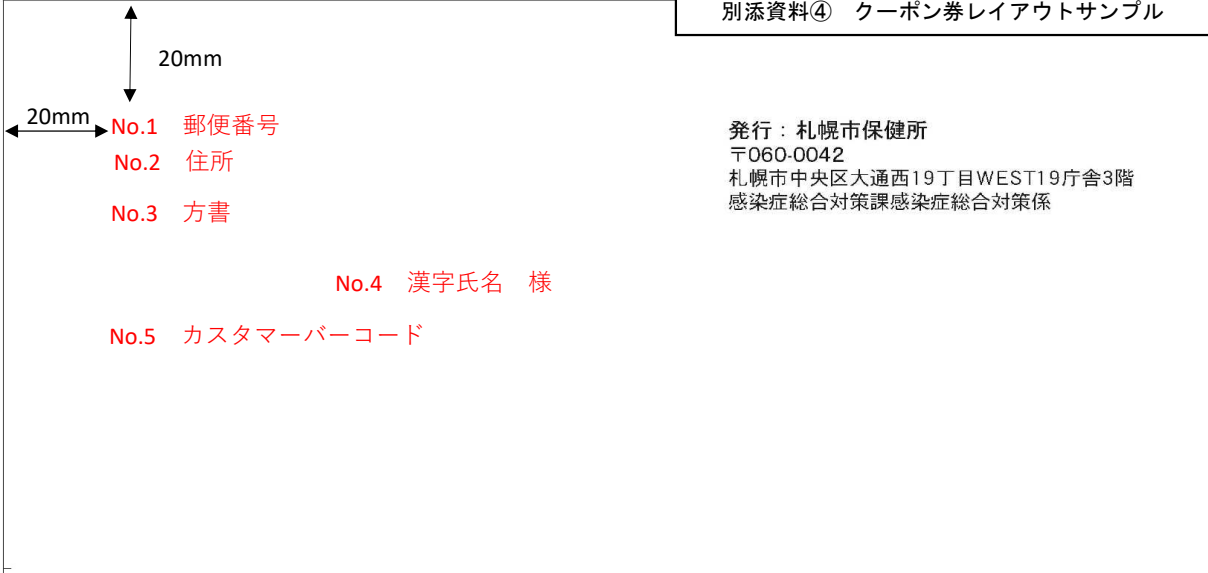 別添資料④　クーポン券レイアウトサンプル
20mm
20mm
No.1　郵便番号
No.2　住所
No.3　方書
No.4　漢字氏名　様
No.5　カスタマーバーコード
発行：札幌市保健所
〒060-0042
札幌市中央区大通西19丁目WEST19庁舎3階
感染症総合対策課感染症総合対策係